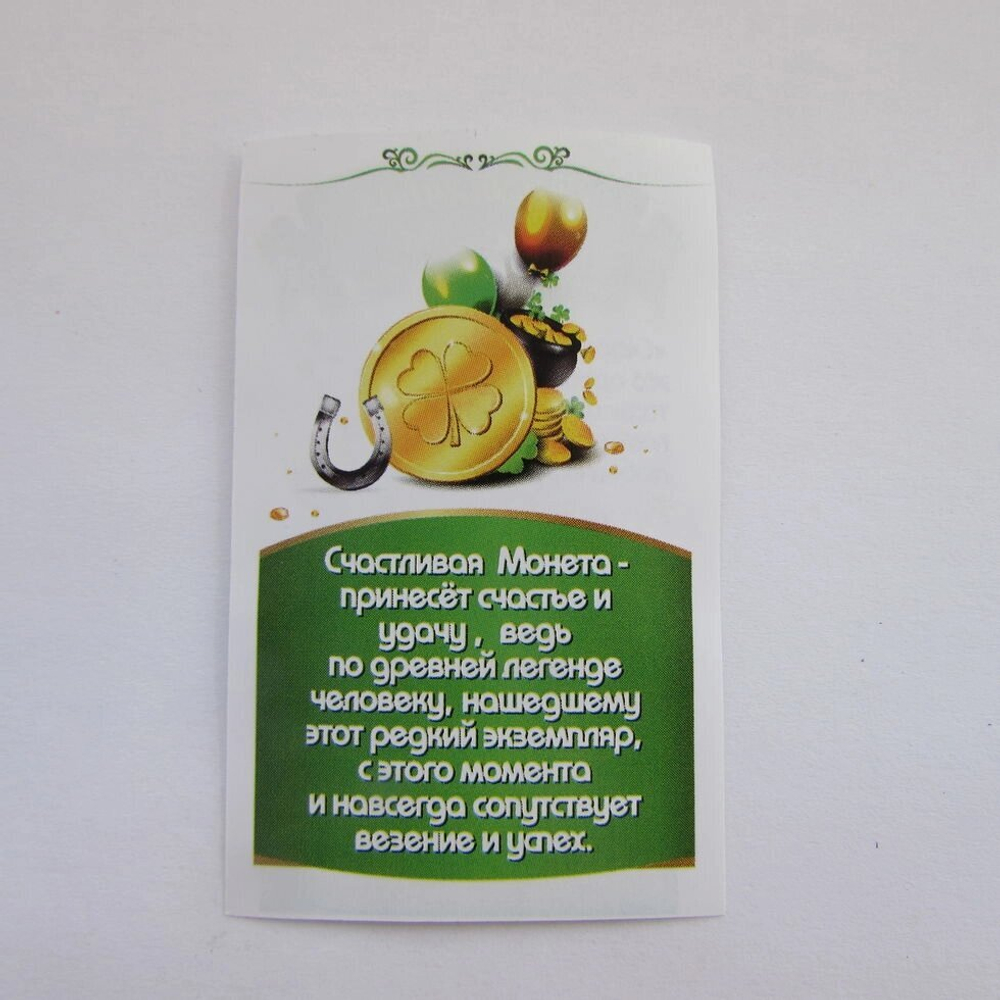 Счастливая Монета -
принесёт счастье и
удачу , ведь
по древней легенде
человеку, нашедшему
этот редкий экземпляр,
с этого момента
и навсегда сопутствует
везение и успех.